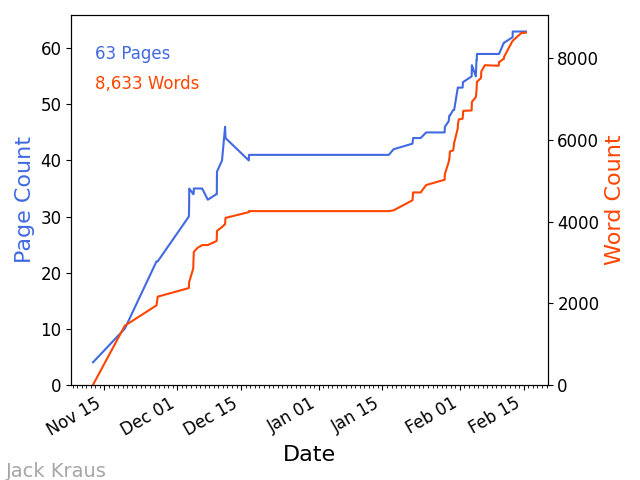 63 Pages
8,633 Words
Page Count
Word Count
60
50
40
30
20
10
0
8000
6000
4000
2000
0
Nov 15
Dec 01
Dec 15
Jan 01
Jan 15
Feb 01
Feb 15
Date
Jack Kraus